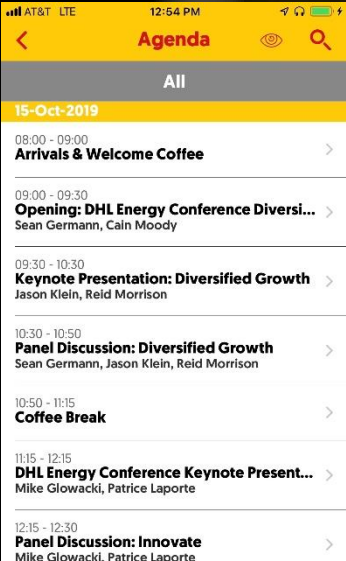 AT&T LTE 12:54 PM
Agenda
All
15-Oct-2019
08:00 - 09:00
Arrivals & Welcome Coffee
09:00 - 09:30
Opening: DHL Energy Conference Diversi...
Sean Germann, Cain Moody
09:30 - 10:30
Keynote Presentation: Diversified Growth
Jason Klein, Reid Morrison
10:30 - 10:50
Panel Discussion: Diversified Growth
Sean Germann, Jason Klein, Reid Morrison
10:50 - 11:15
Coffee Break
11:15 - 12:15
DHL Energy Conference Keynote Present...
Mike Glowacki, Patrice Laporte
12:15 - 12:30
Panel Discussion: Innovate
Mike Glowacki, Patrice Laporte